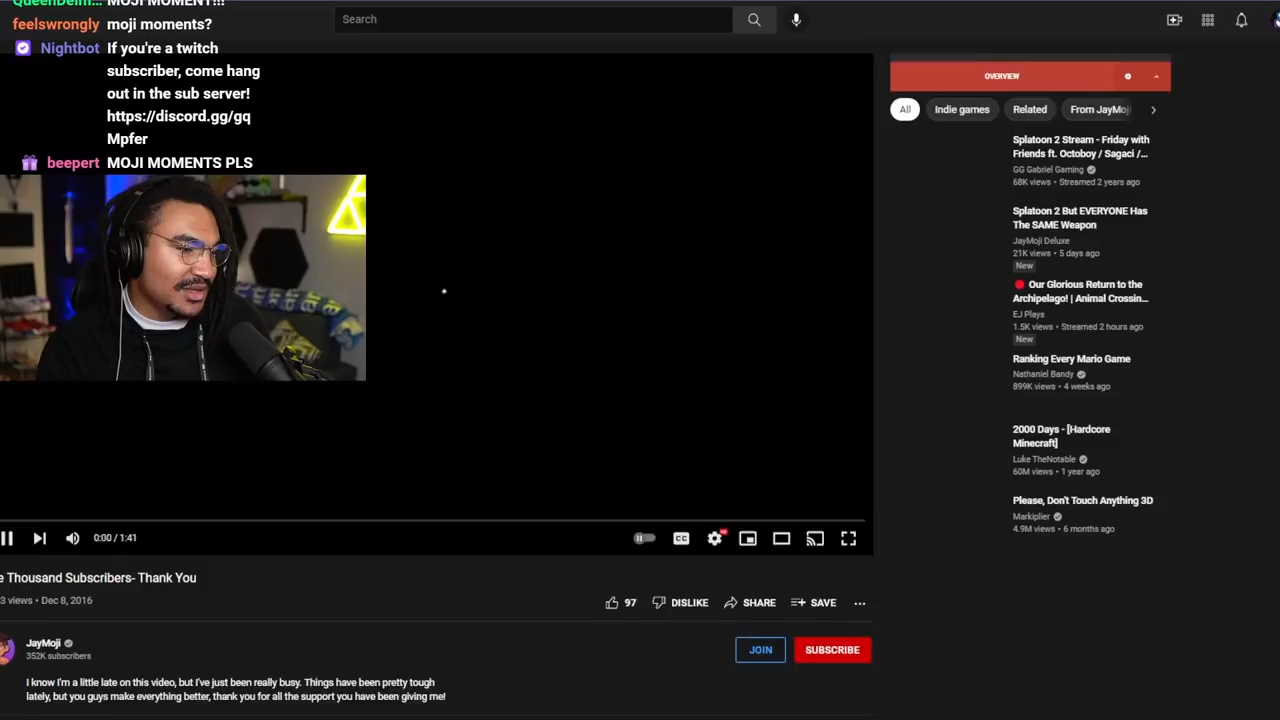 MOJI MOMENT!!!
feelswrongly moji moments?
Nightbot If you're a twitch
subscriber, come hang
out in the sub server!
https://discord.gg/gq
Mpfer
beepert MOJI MOMENTS PLS
Search
OVERVIEW
All Indie games Related From JayMoji
Splatoon 2 Stream - Friday with
Friends ft. Octoboy / Sagaci /...
GG Gabriel Gaming
68K views • Streamed 2 years ago
Splatoon 2 But EVERYONE Has
The SAME Weapon
JayMoji Deluxe
21K views • 5 days ago
New
Our Glorious Return to the
Archipelago! | Animal Crossin...
EJ Plays
1.5K views • Streamed 2 hours ago
New
Ranking Every Mario Game
Nathaniel Bandy
899K views • 4 weeks ago
2000 Days - [Hardcore
Minecraft]
Luke TheNotable
60M views • 1 year ago
Please, Don't Touch Anything 3D
Markiplier
4.9M views • 6 months ago
0:00 / 1:41
CC
e Thousand Subscribers- Thank You
3 views • Dec 8, 2016
97 DISLIKE SHARE SAVE
JayMoji
352K subscribers
JOIN SUBSCRIBE
I know I'm a little late on this video, but I've just been really busy. Things have been pretty tough
lately, but you guys make everything better, thank you for all the support you have been giving me!